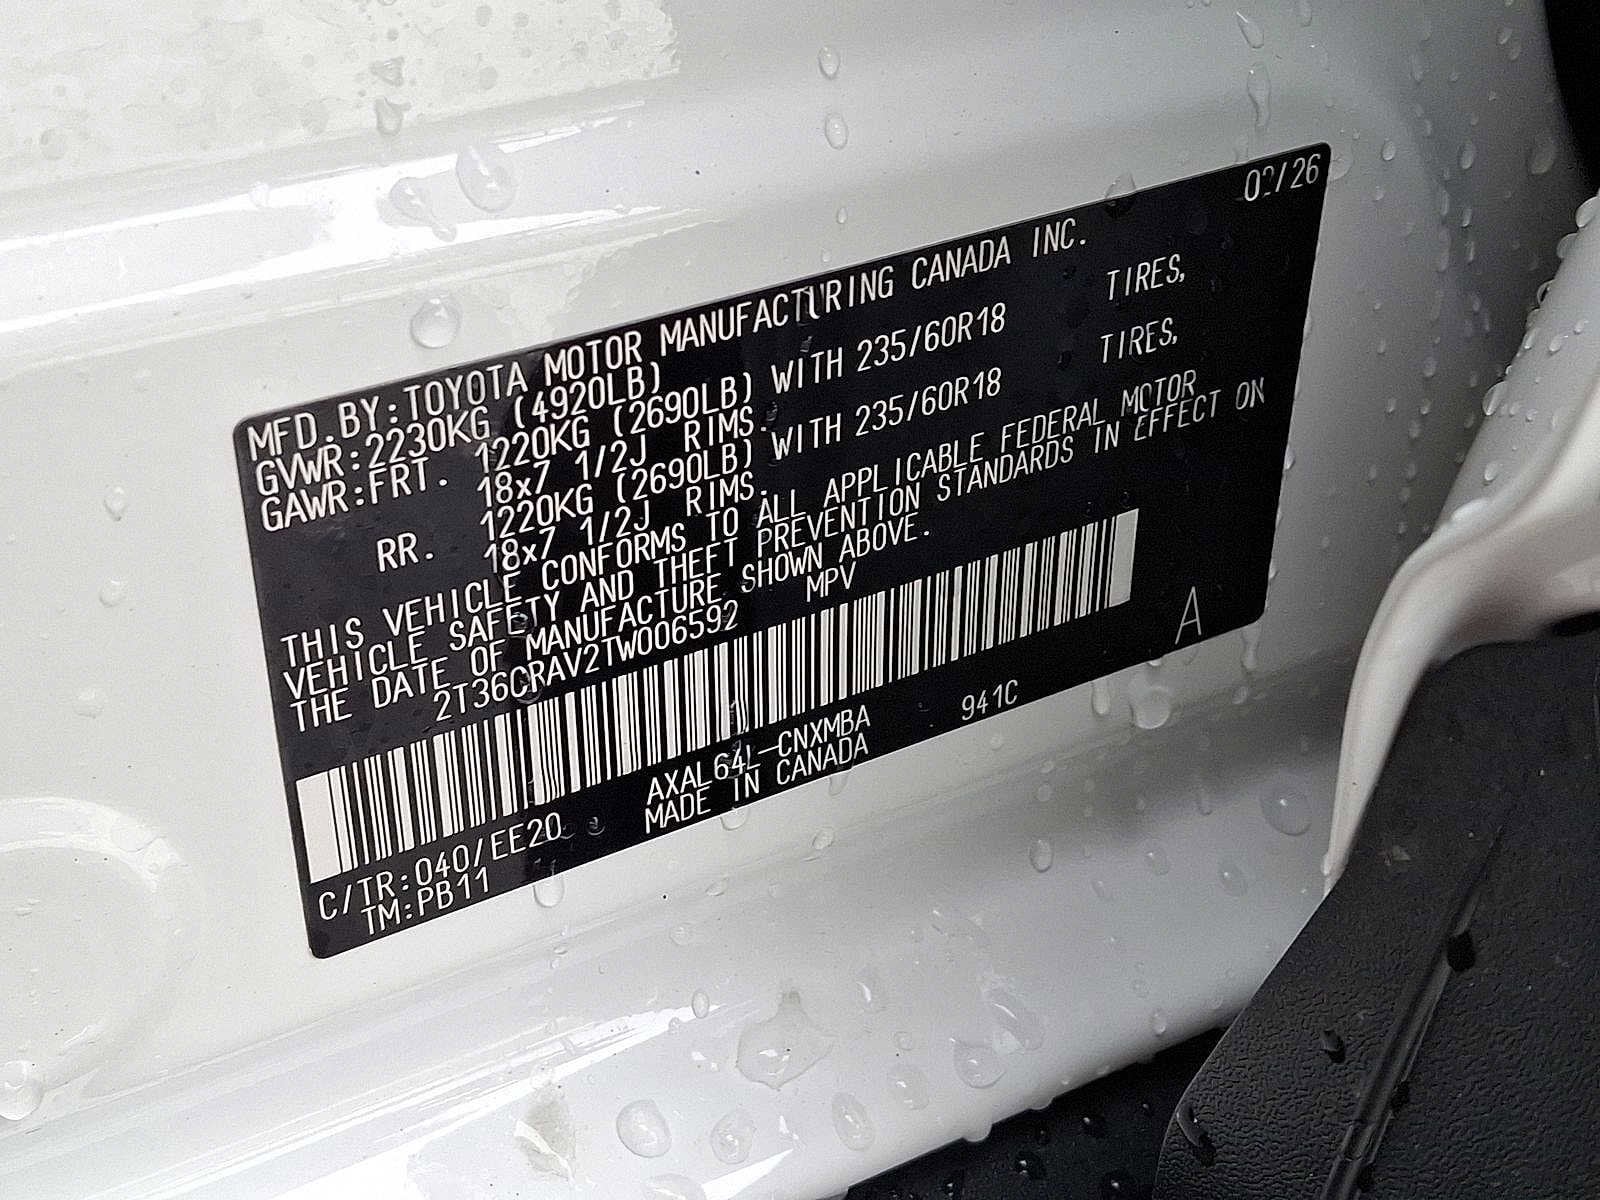 /26
MFD.BY:TOYOTA MOTOR MANUFACTURING CANADA INC.
GVWR:2230KG (4920LB)
GAWR:FRT. 1220KG (2690LB) WITH 235/60R18 TIRES,
18x7 1/2J RIMS.
RR. 1220KG (2690LB) WITH 235/60R18 TIRES,
18x7 1/2J RIMS.
THIS VEHICLE CONFORMS TO ALL APPLICABLE FEDERAL MOTOR
VEHICLE SAFETY AND THEFT PREVENTION STANDARDS IN EFFECT ON
THE DATE OF MANUFACTURE SHOWN ABOVE.
2T36CRAV2TW006592 MPV
A
AXAL64L-CNXMBA 941C
MADE IN CANADA
C/TR:040/EE20
TM:PB11